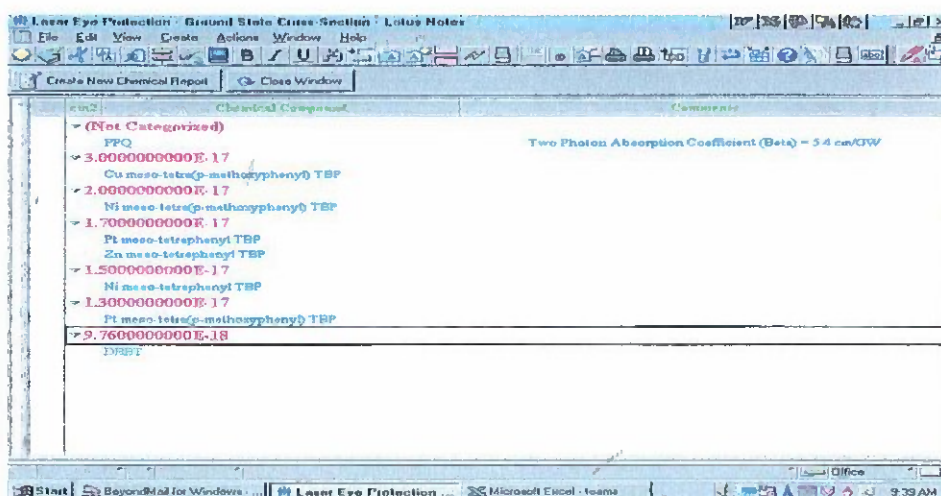 Laser Eye Protection - Ground State Cross-Section - Lotus Notes
File Edit View Create Actions Window Help
Create New Chemical Report Close Window
cm2 Chemical Compound Comments
(Not Categorized)
PPQ Two Photon Absorption Coefficient (Beta) = 5.4 cm/GW
3.0000000000E-17
Cu meso-tetra(p-methoxyphenyl) TBP
2.0000000000E-17
Ni meso-tetra(p-methoxyphenyl) TBP
1.7000000000E-17
Pt meso-tetraphenyl TBP
Zn meso-tetraphenyl TBP
1.5000000000E-17
Ni meso-tetraphenyl TBP
1.3000000000E-17
Pt meso-tetra(p-methoxyphenyl) TBP
9.7600000000E-18
Office
Start BeyondMail for Windows - ... Laser Eye Protection ... Microsoft Excel - teams 9:39 AM